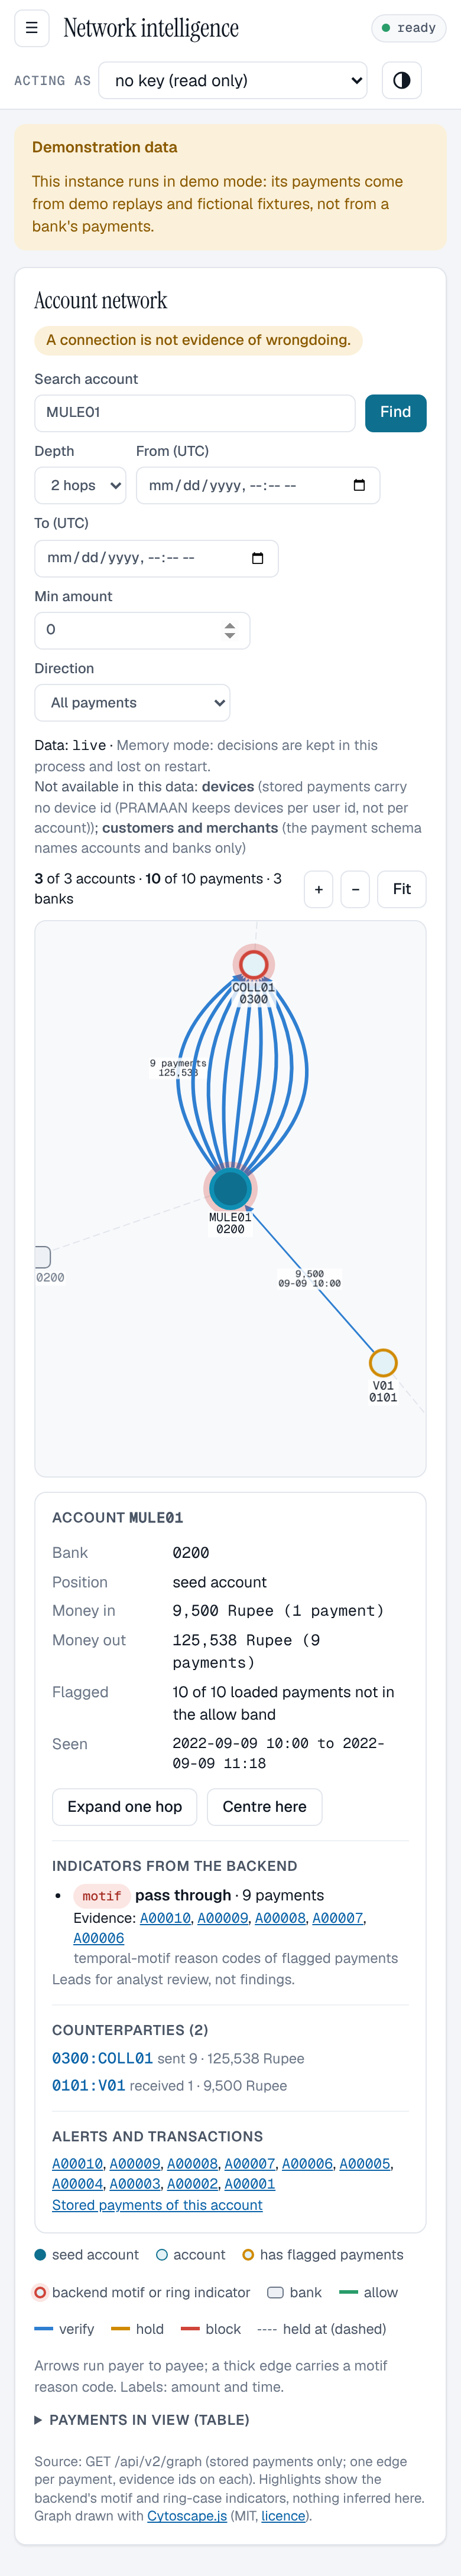 ☰ Network intelligence ready
ACTING AS no key (read only)
Demonstration data
This instance runs in demo mode: its payments come
from demo replays and fictional fixtures, not from a
bank's payments.
Account network
A connection is not evidence of wrongdoing.
Search account
MULE01 Find
Depth From (UTC)
2 hops mm/dd/yyyy, --:-- --
To (UTC)
mm/dd/yyyy, --:-- --
Min amount
0
Direction
All payments
Data: live · Memory mode: decisions are kept in this
process and lost on restart.
Not available in this data: devices (stored payments carry
no device id (PRAMAAN keeps devices per user id, not per
account)); customers and merchants (the payment schema
names accounts and banks only)
3 of 3 accounts · 10 of 10 payments · 3
banks
+ − Fit
COLL01
0300
9 payments
125,538
MULE01
0200
0200
9,500
09-09 10:00
V01
0101
ACCOUNT MULE01
Bank 0200
Position seed account
Money in 9,500 Rupee (1 payment)
Money out 125,538 Rupee (9
payments)
Flagged 10 of 10 loaded payments not in
the allow band
Seen 2022-09-09 10:00 to 2022-
09-09 11:18
Expand one hop Centre here
INDICATORS FROM THE BACKEND
• motif pass through · 9 payments
Evidence: A00010, A00009, A00008, A00007,
A00006
temporal-motif reason codes of flagged payments
Leads for analyst review, not findings.
COUNTERPARTIES (2)
0300:COLL01 sent 9 · 125,538 Rupee
0101:V01 received 1 · 9,500 Rupee
ALERTS AND TRANSACTIONS
A00010, A00009, A00008, A00007, A00006, A00005,
A00004, A00003, A00002, A00001
Stored payments of this account
seed account account has flagged payments
backend motif or ring indicator bank allow
verify hold block held at (dashed)
Arrows run payer to payee; a thick edge carries a motif
reason code. Labels: amount and time.
▶ PAYMENTS IN VIEW (TABLE)
Source: GET /api/v2/graph (stored payments only; one edge
per payment, evidence ids on each). Highlights show the
backend's motif and ring-case indicators, nothing inferred here.
Graph drawn with Cytoscape.js (MIT, licence).